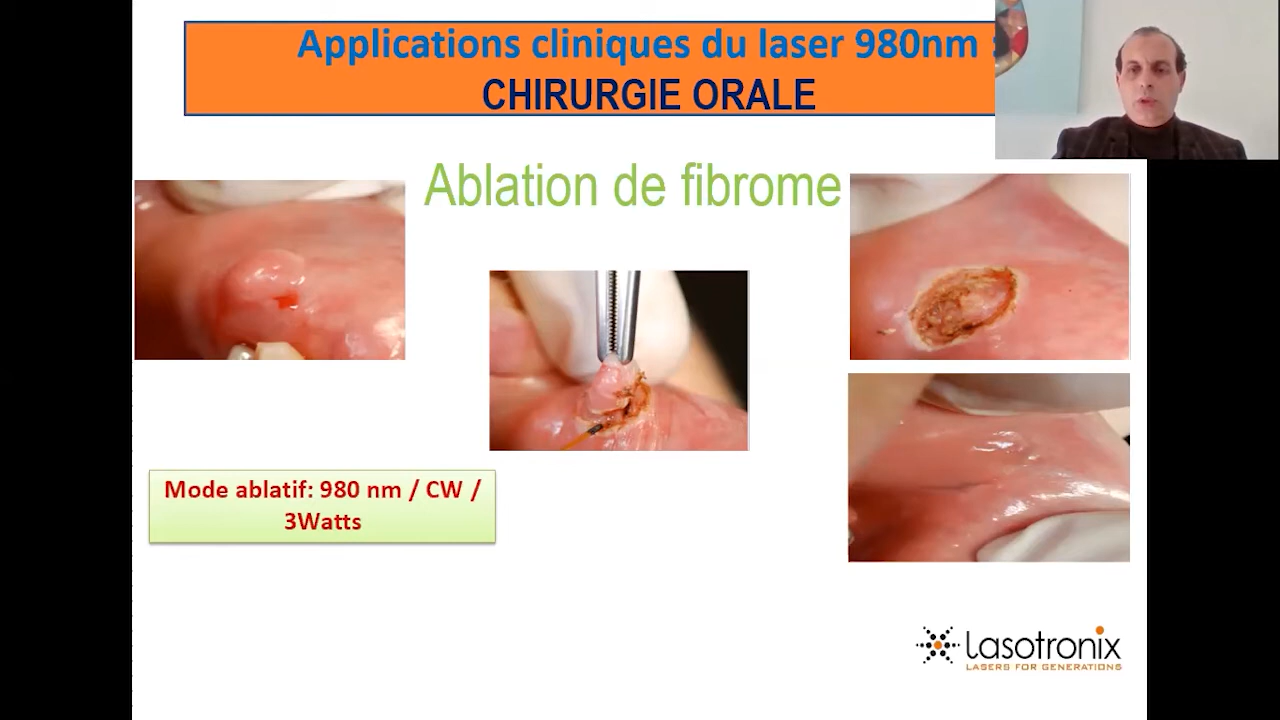 Applications cliniques du laser 980nm :
CHIRURGIE ORALE
Ablation de fibrome
Mode ablatif: 980 nm / CW /
3Watts
Lasotronix
LASERS FOR GENERATIONS